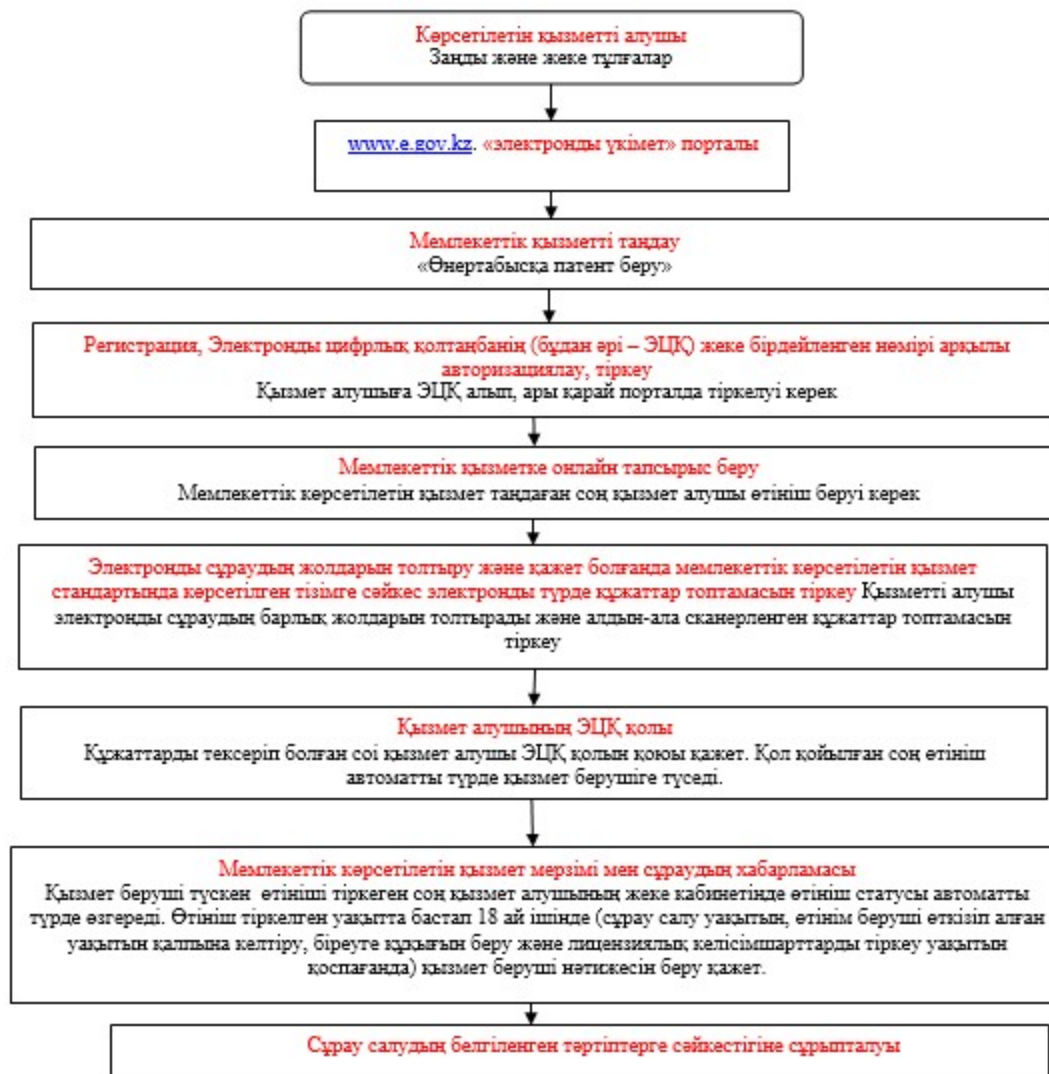 Көрсетілетін қызметті алушы
Заңды және жеке тұлғалар
www.e.gov.kz. «электронды үкімет» порталы
Мемлекеттік қызметті таңдау
«Өнертабысқа патент беру»
Регистрация, Электронды цифрлық қолтаңбанің (бұдан әрі – ЭЦҚ) жеке бірдейленген нөмірі арқылы
авторизациялау, тіркеу
Қызмет алушыға ЭЦҚ алып, ары қарай порталда тіркелуі керек
Мемлекеттік қызметке онлайн тапсырыс беру
Мемлекеттік көрсетілетін қызмет таңдаған соң қызмет алушы өтініш беруі керек
Электронды сұраудың жолдарын толтыру және қажет болғанда мемлекеттік көрсетілетін қызмет
стандартында көрсетілген тізімге сәйкес электронды түрде құжаттар топтамасын тіркеу Қызметті алушы
электронды сұраудың барлық жолдарын толтырады және алдын-ала сканерленген құжаттар топтамасын
тіркеу
Қызмет алушының ЭЦҚ қолы
Құжаттарды тексеріп болған соі қызмет алушы ЭЦҚ қолын қоюы қажет. Қол қойылған соң өтініш
автоматты түрде қызмет берушіге түседі.
Мемлекеттік көрсетілетін қызмет мерзімі мен сұраудың хабарламасы
Қызмет беруші түскен өтініші тіркеген соң қызмет алушының жеке кабинетінде өтініш статусы автоматты
түрде өзгереді. Өтініш тіркелген уақытта бастап 18 ай ішінде (сұрау салу уақытын, өтінім беруші өткізіп алған
уақытын қалпына келтіру, біреуге құқығын беру және лицензиялық келісімшарттарды тіркеу уақытын
қоспағанда) қызмет беруші нәтижесін беру қажет.
Сұрау салудың белгіленген тәртіптерге сәйкестігіне сұрыпталуы